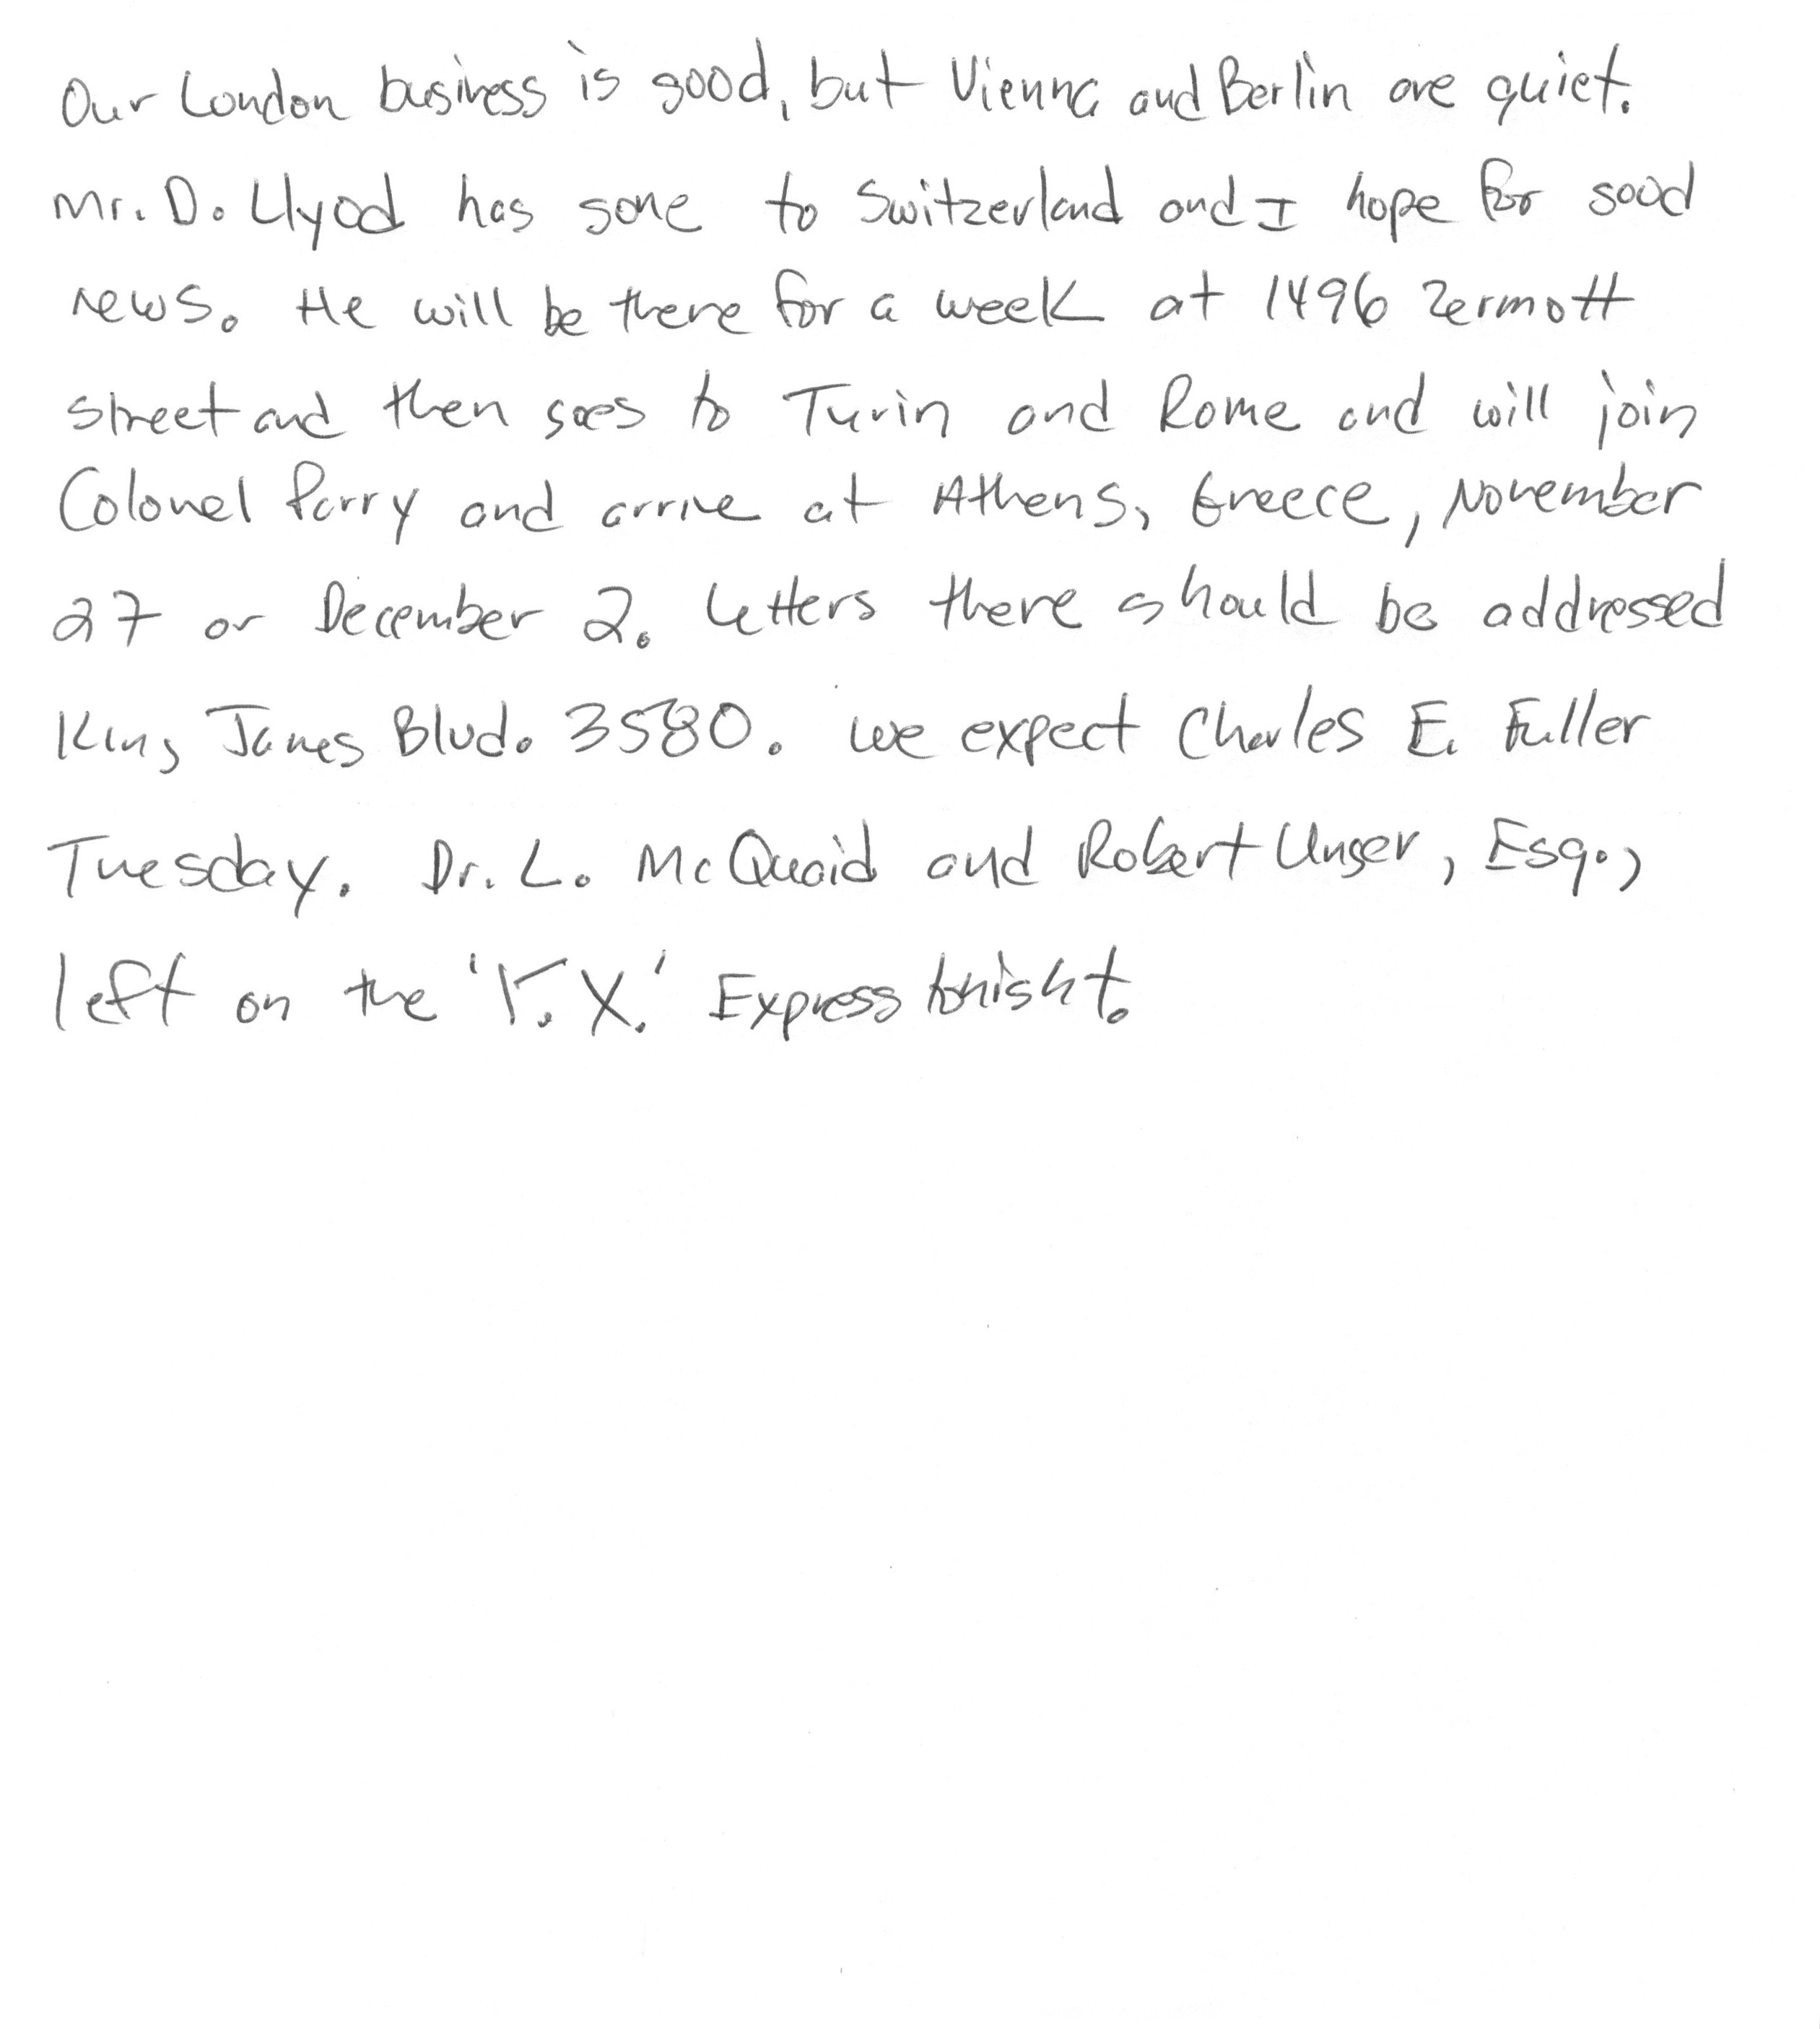 Our London business is good, but Vienna and Berlin are quiet.
Mr. D. Llyod has gone to Switzerland and I hope for good
news. He will be there for a week at 1496 Zermott
street and then goes to Turin and Rome and will join
Colonel Parry and arrive at Athens, Greece, November
27 or December 2. Letters there should be addressed
King James Blvd. 3580. We expect Charles E. Fuller
Tuesday. Dr. L. McQuaid and Robert Unger, Esq.,
left on the 'Y.X.' Express tonight.